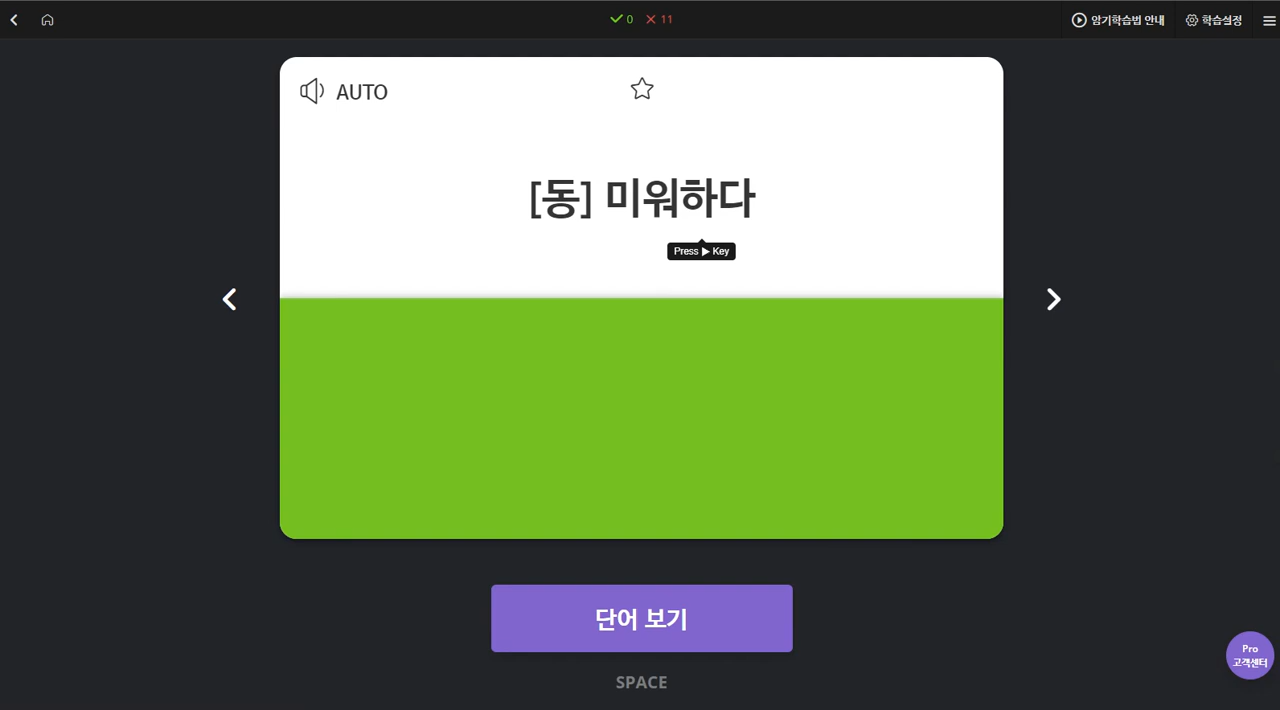 0 11 암기학습법 안내 학습설정
AUTO
[동] 미워하다
Press ▶ Key
단어 보기
SPACE
Pro
고객센터